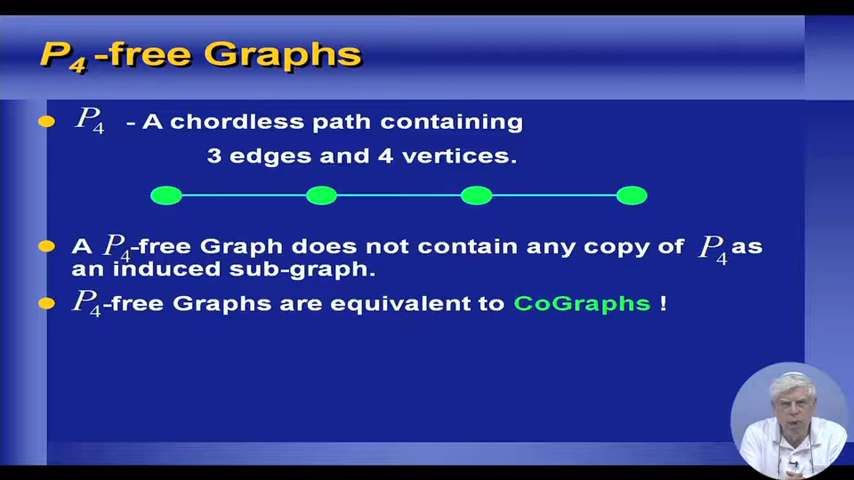 P4-free Graphs
P4 - A chordless path containing
3 edges and 4 vertices.
A P4-free Graph does not contain any copy of P4 as
an induced sub-graph.
P4-free Graphs are equivalent to CoGraphs !